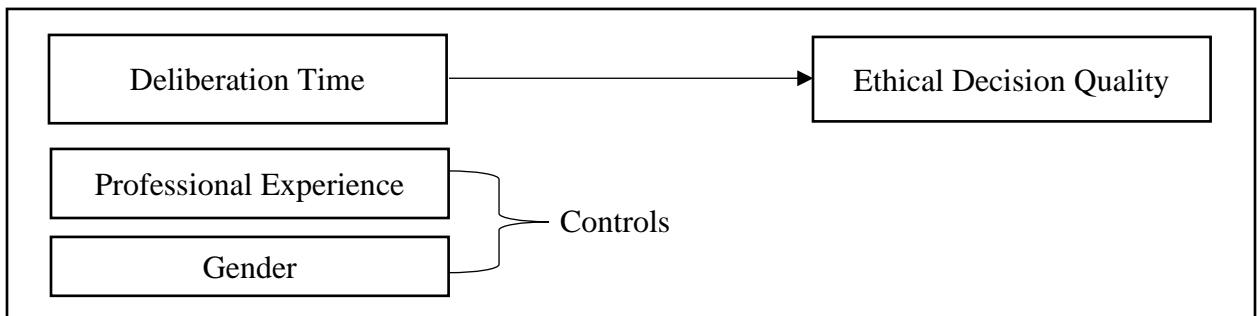 Deliberation Time
Ethical Decision Quality
Professional Experience
Controls
Gender